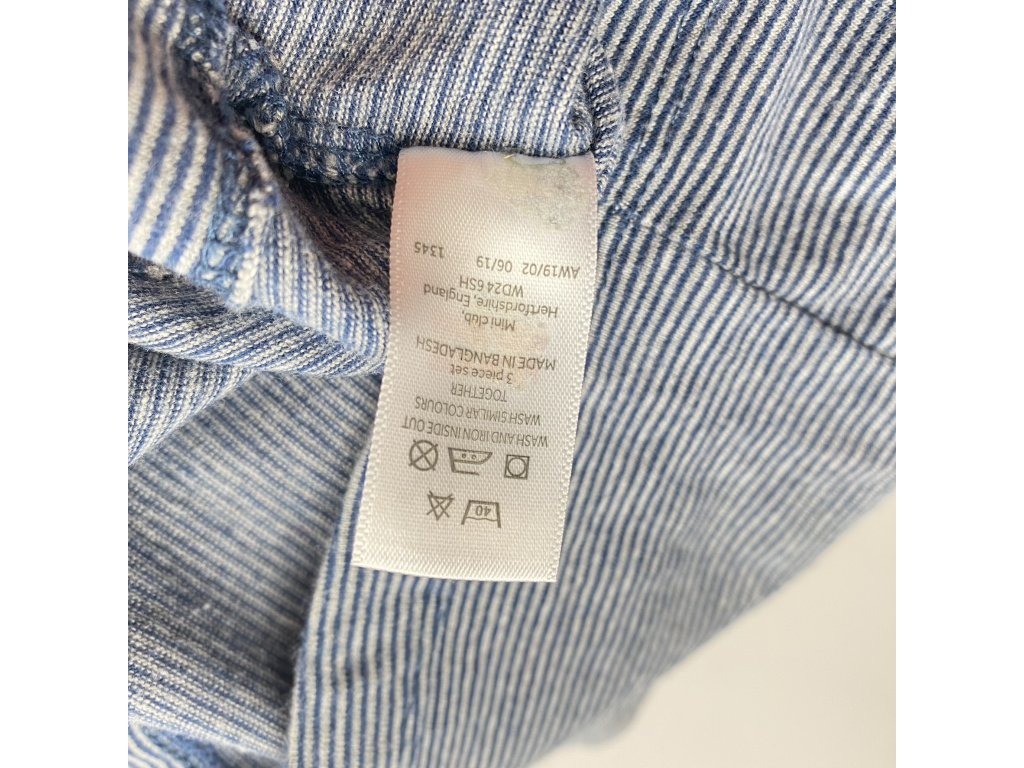 40
WASH AND IRON INSIDE OUT
WASH SIMILAR COLOURS
TOGETHER
3 piece set
MADE IN BANGLADESH
Mini club,
Hertfordshire, England
WD24 6SH
AW19/02 06/19 1345